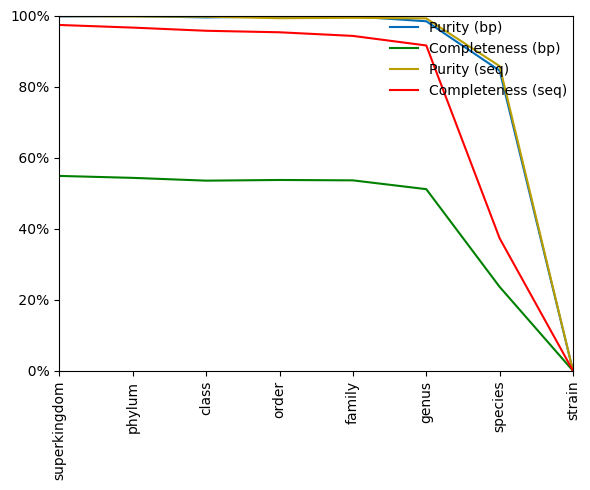 100%
80%
60%
40%
20%
0%
Purity (bp)
Completeness (bp)
Purity (seq)
Completeness (seq)
superkingdom
phylum
class
order
family
genus
species
strain